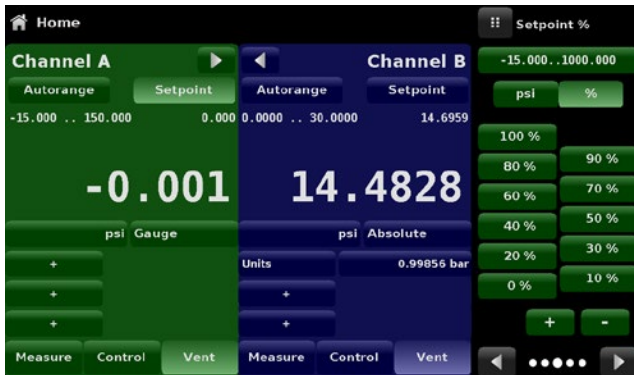 Home
Setpoint %
Channel A
Channel B
-15.000..1000.000
Autorange
Setpoint
Autorange
Setpoint
psi
%
-15.000 .. 150.000
0.000
0.0000 .. 30.0000
14.6959
100 %
90 %
80 %
70 %
60 %
50 %
40 %
30 %
20 %
10 %
0 %
-0.001
14.4828
psi
Gauge
psi
Absolute
+
Units
0.99856 bar
+
+
+
+
+
-
Measure
Control
Vent
Measure
Control
Vent